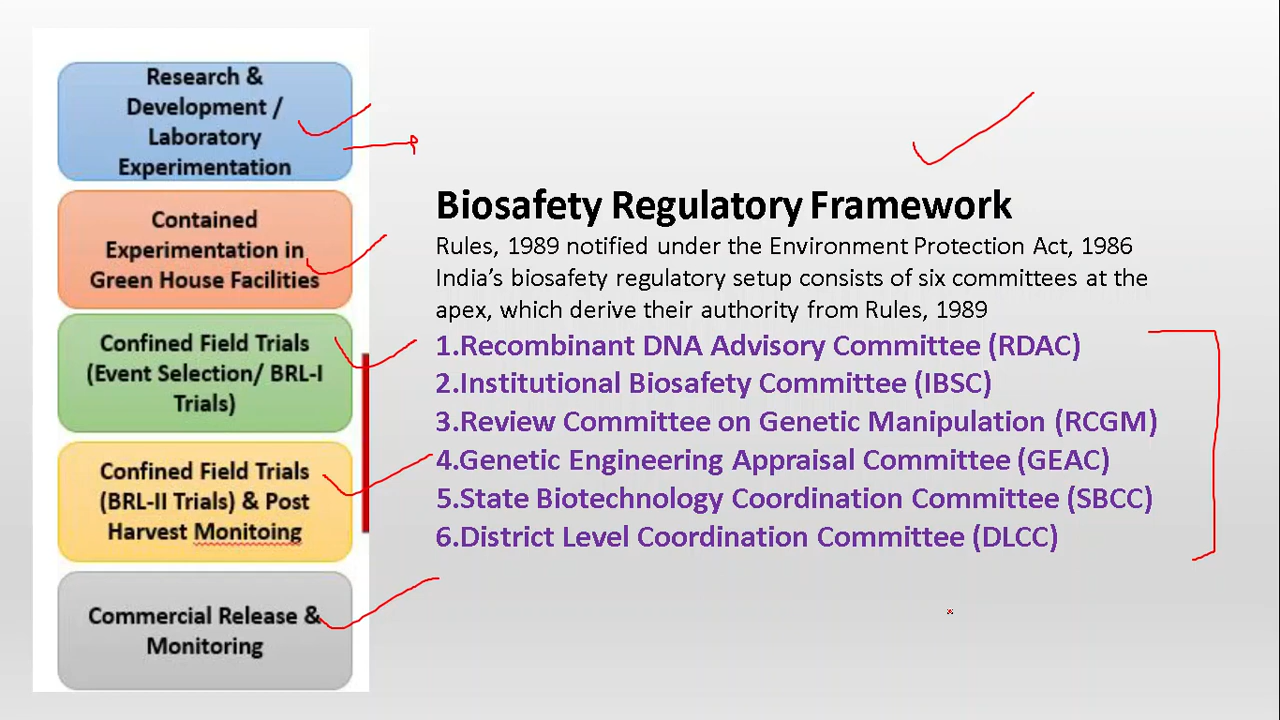 Research &
Development /
Laboratory
Experimentation
Contained
Experimentation in
Green House Facilities
Confined Field Trials
(Event Selection/ BRL-I
Trials)
Confined Field Trials
(BRL-II Trials) & Post
Harvest Monitoing
Commercial Release &
Monitoring
Biosafety Regulatory Framework
Rules, 1989 notified under the Environment Protection Act, 1986
India's biosafety regulatory setup consists of six committees at the
apex, which derive their authority from Rules, 1989
1.Recombinant DNA Advisory Committee (RDAC)
2.Institutional Biosafety Committee (IBSC)
3.Review Committee on Genetic Manipulation (RCGM)
4.Genetic Engineering Appraisal Committee (GEAC)
5.State Biotechnology Coordination Committee (SBCC)
6.District Level Coordination Committee (DLCC)